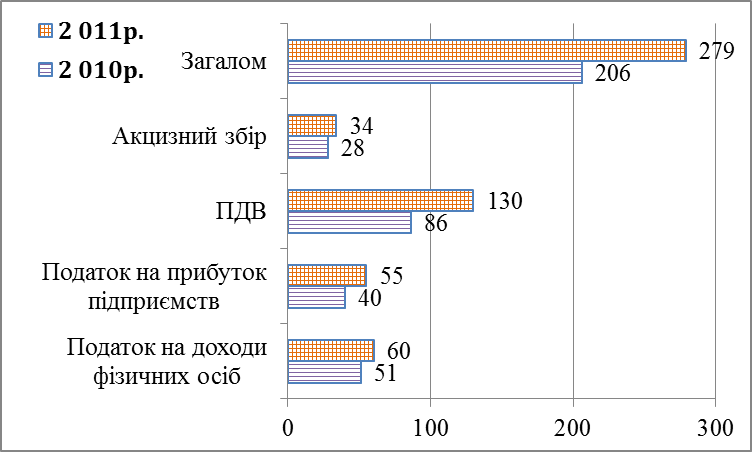 2 011р.
2 010р.
Загалом
279
206
Акцизний збір
34
28
ПДВ
130
86
Податок на прибуток
підприємств
55
40
Податок на доходи
фізичних осіб
60
51
0 100 200 300